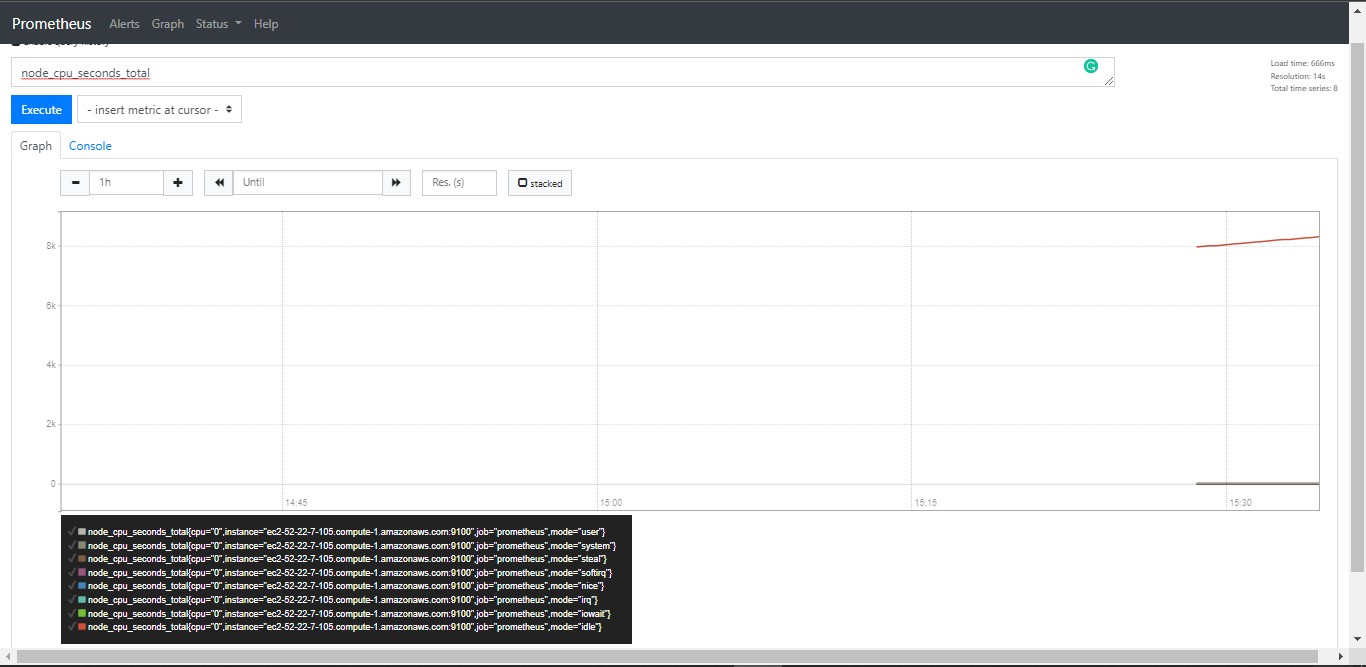 Prometheus Alerts Graph Status Help
Enable query history
node_cpu_seconds_total
Load time: 666ms
Resolution: 14s
Total time series: 8
Execute - insert metric at cursor -
Graph Console
1h Until Res. (s) stacked
8k
6k
4k
2k
0
14:45 15:00 15:15 15:30
node_cpu_seconds_total{cpu="0",instance="ec2-52-22-7-105.compute-1.amazonaws.com:9100",job="prometheus",mode="user"}
node_cpu_seconds_total{cpu="0",instance="ec2-52-22-7-105.compute-1.amazonaws.com:9100",job="prometheus",mode="system"}
node_cpu_seconds_total{cpu="0",instance="ec2-52-22-7-105.compute-1.amazonaws.com:9100",job="prometheus",mode="steal"}
node_cpu_seconds_total{cpu="0",instance="ec2-52-22-7-105.compute-1.amazonaws.com:9100",job="prometheus",mode="softirq"}
node_cpu_seconds_total{cpu="0",instance="ec2-52-22-7-105.compute-1.amazonaws.com:9100",job="prometheus",mode="nice"}
node_cpu_seconds_total{cpu="0",instance="ec2-52-22-7-105.compute-1.amazonaws.com:9100",job="prometheus",mode="irq"}
node_cpu_seconds_total{cpu="0",instance="ec2-52-22-7-105.compute-1.amazonaws.com:9100",job="prometheus",mode="iowait"}
node_cpu_seconds_total{cpu="0",instance="ec2-52-22-7-105.compute-1.amazonaws.com:9100",job="prometheus",mode="idle"}